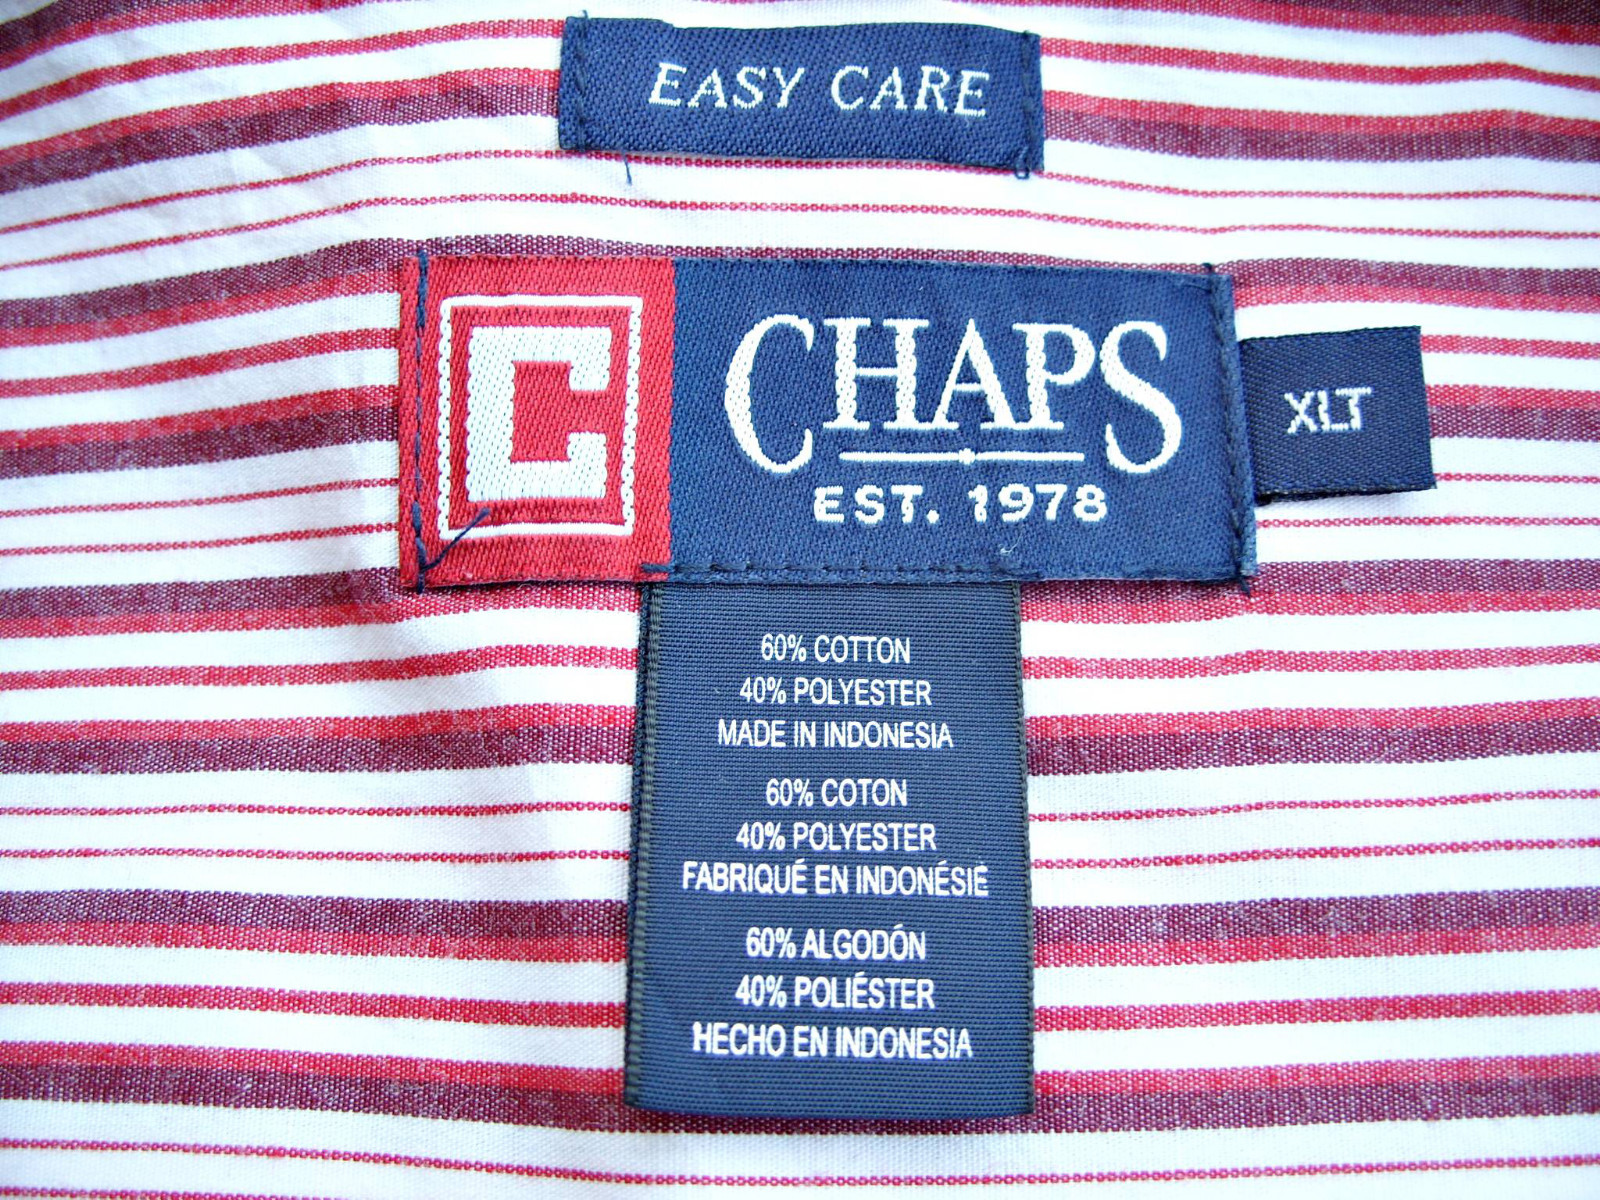 EASY CARE
C
CHAPS
EST. 1978
XLT
60% COTTON
40% POLYESTER
MADE IN INDONESIA
60% COTON
40% POLYESTER
FABRIQUÉ EN INDONÉSIE
60% ALGODÓN
40% POLIÉSTER
HECHO EN INDONESIA